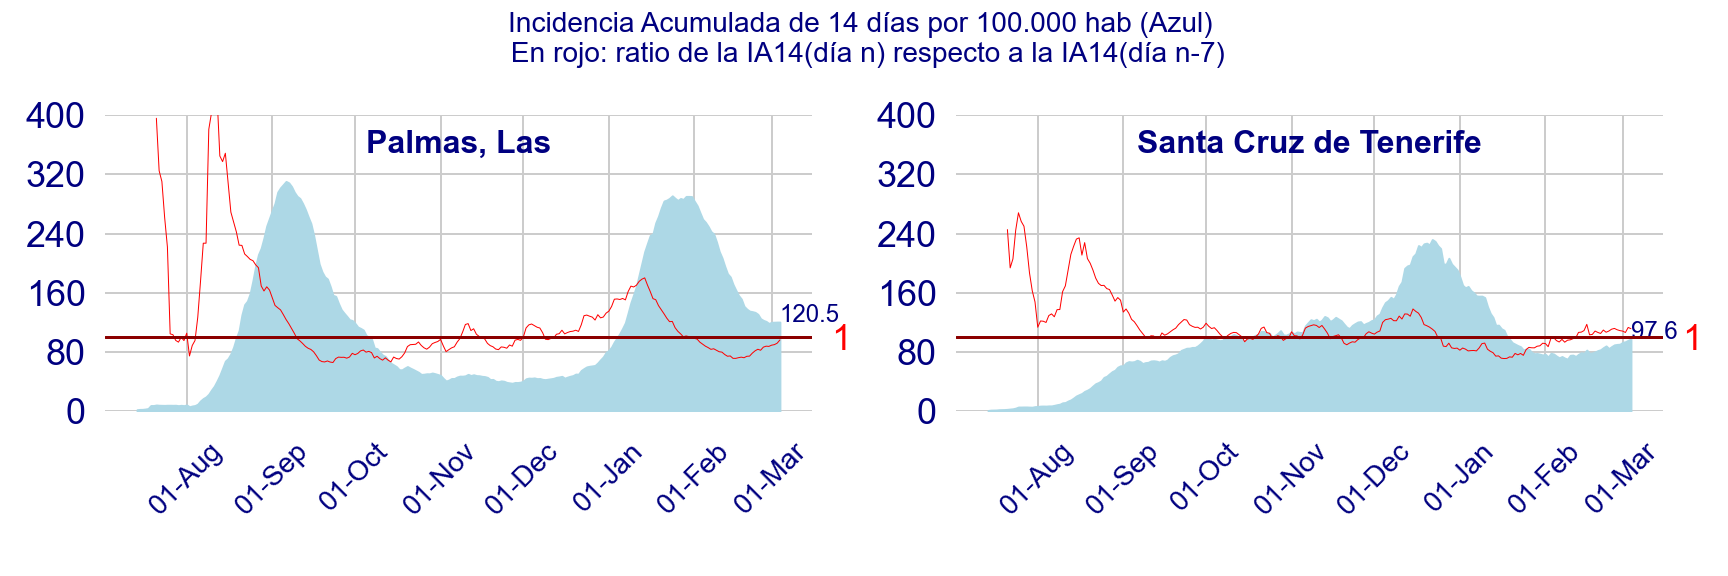 Incidencia Acumulada de 14 días por 100.000 hab (Azul)
En rojo: ratio de la IA14(día n) respecto a la IA14(día n-7)
Palmas, Las
400
320
240
160
80
0
120.5
1
01-Aug
01-Sep
01-Oct
01-Nov
01-Dec
01-Jan
01-Feb
01-Mar
Santa Cruz de Tenerife
400
320
240
160
80
0
97.6
1
01-Aug
01-Sep
01-Oct
01-Nov
01-Dec
01-Jan
01-Feb
01-Mar